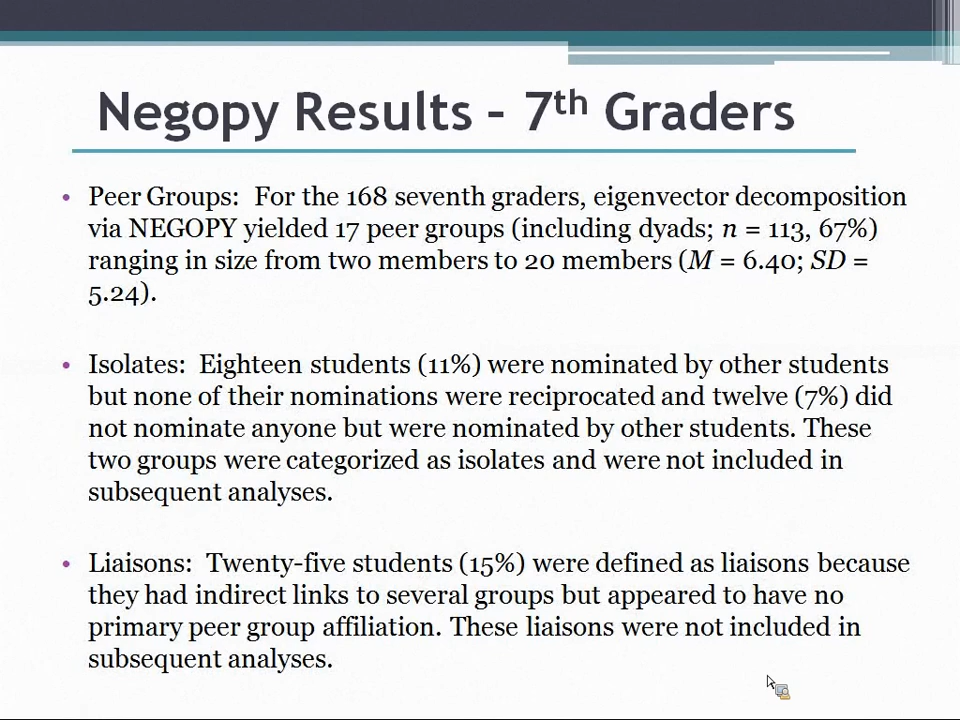 Negopy Results – 7th Graders
• Peer Groups: For the 168 seventh graders, eigenvector decomposition
via NEGOPY yielded 17 peer groups (including dyads; n = 113, 67%)
ranging in size from two members to 20 members (M = 6.40; SD =
5.24).
• Isolates: Eighteen students (11%) were nominated by other students
but none of their nominations were reciprocated and twelve (7%) did
not nominate anyone but were nominated by other students. These
two groups were categorized as isolates and were not included in
subsequent analyses.
• Liaisons: Twenty-five students (15%) were defined as liaisons because
they had indirect links to several groups but appeared to have no
primary peer group affiliation. These liaisons were not included in
subsequent analyses.